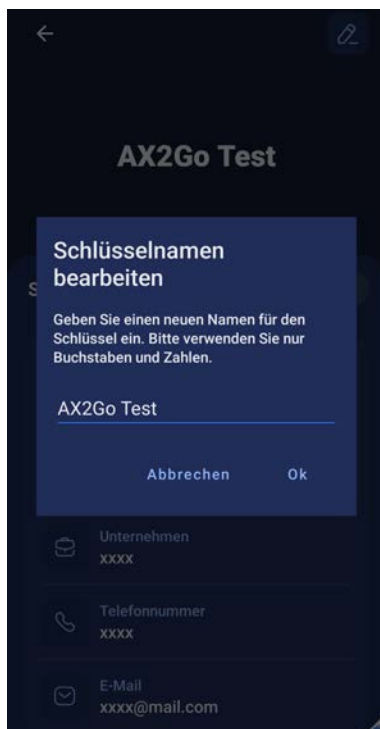 AX2Go Test
Schlüsselnamen
bearbeiten
S
Geben Sie einen neuen Namen für den
Schlüssel ein. Bitte verwenden Sie nur
Buchstaben und Zahlen.
AX2Go Test
Abbrechen Ok
Unternehmen
xxxx
Telefonnummer
xxxx
E-Mail
xxxx@mail.com